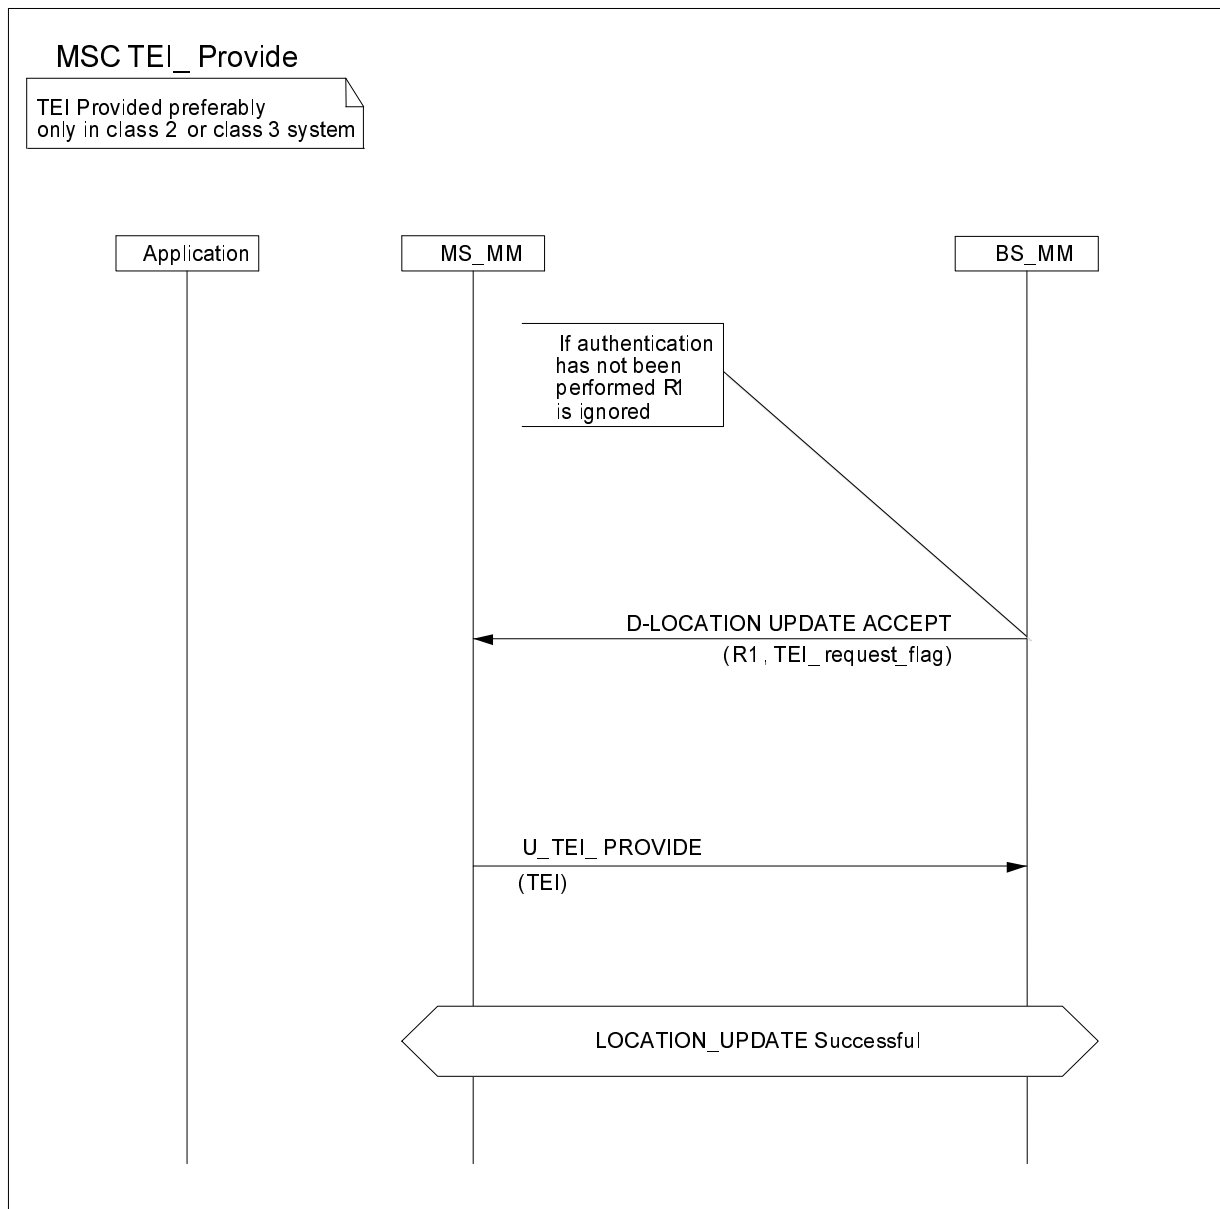 MSC TEI_ Provide
TEI Provided preferably
only in class 2 or class 3 system
Application
MS_MM
BS_MM
If authentication
has not been
performed R1
is ignored
D-LOCATION UPDATE ACCEPT
(R1, TEI_ request_flag)
U_TEI_ PROVIDE
(TEI)
LOCATION_UPDATE Successful